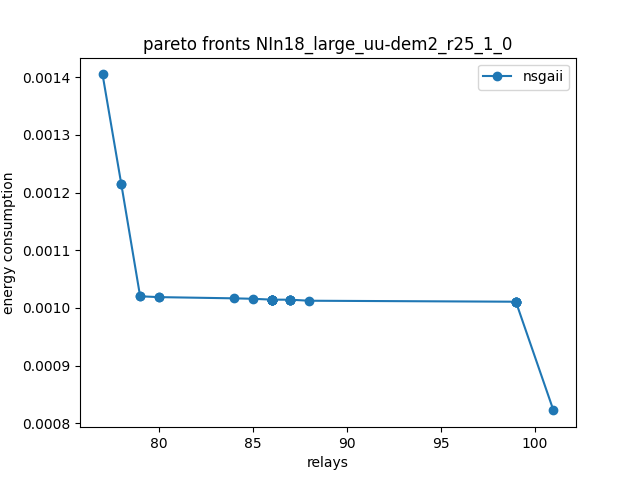 pareto fronts NIn18_large_uu-dem2_r25_1_0
nsgaii
0.0014
0.0013
0.0012
0.0011
0.0010
0.0009
0.0008
energy consumption
80 85 90 95 100
relays